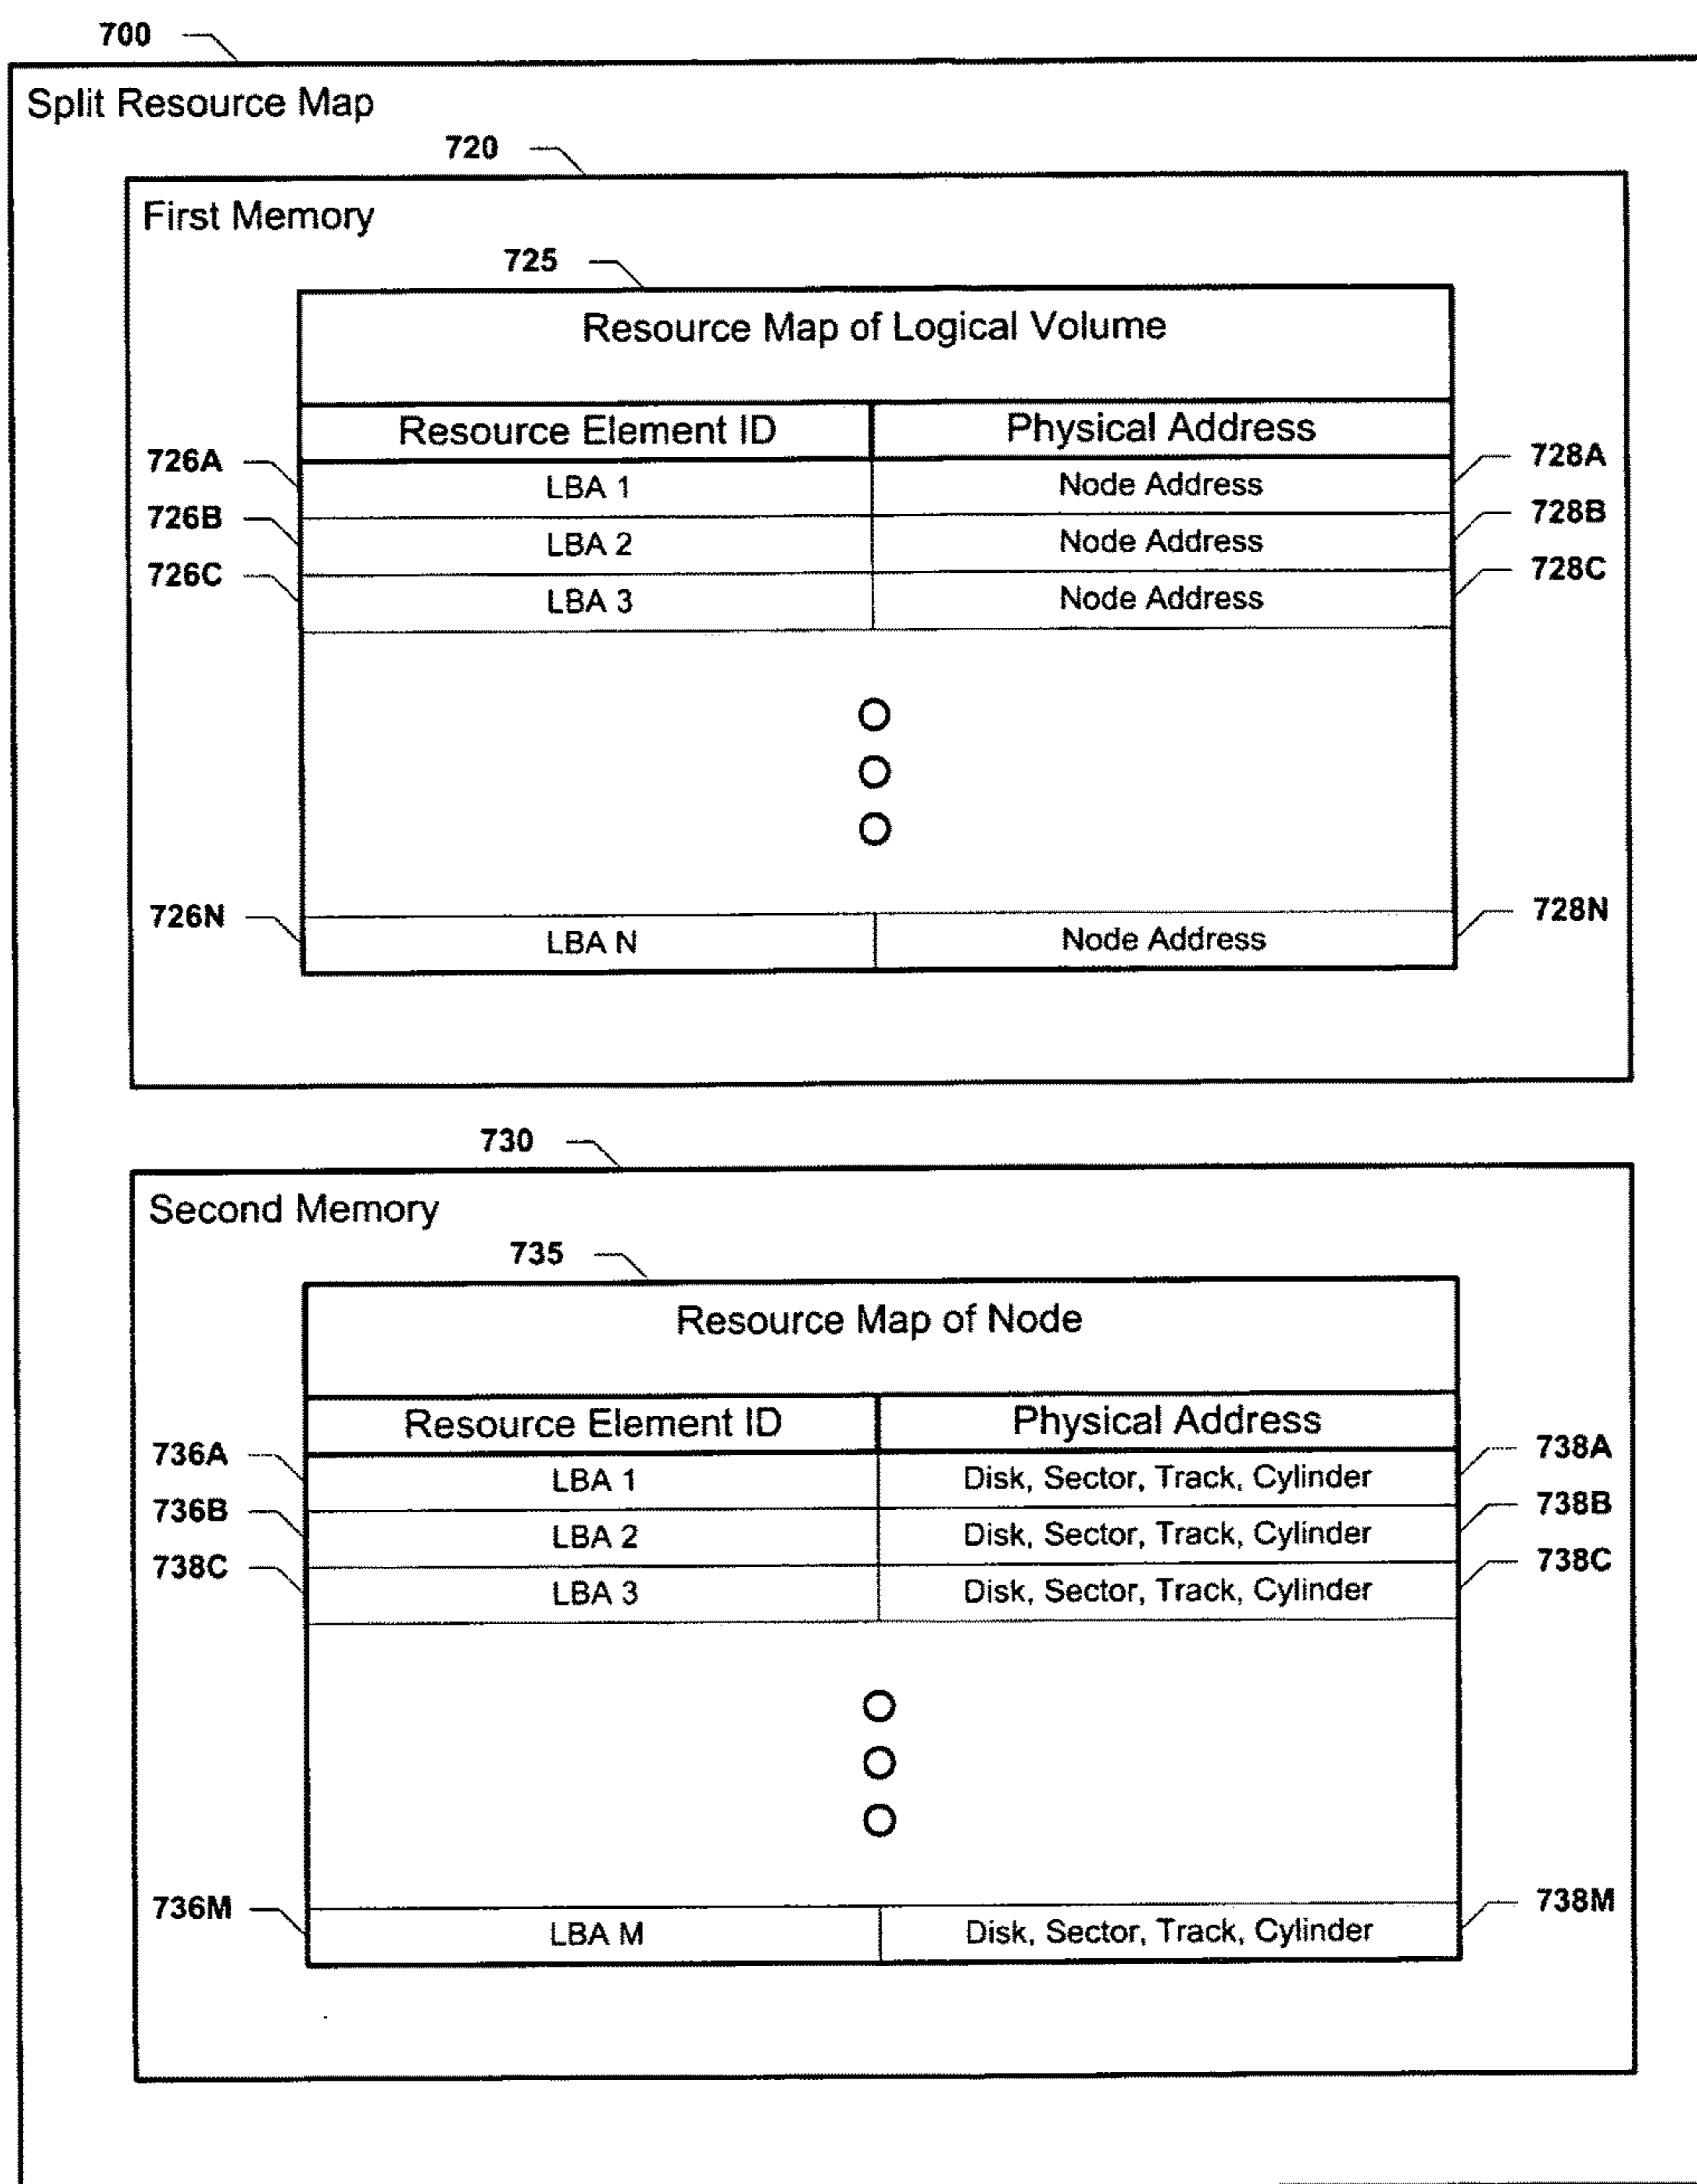 700
Split Resource Map
720
First Memory
725
Resource Map of Logical Volume
Resource Element ID Physical Address
726A LBA 1 Node Address 728A
726B LBA 2 Node Address 728B
726C LBA 3 Node Address 728C
726N LBA N Node Address 728N
730
Second Memory
735
Resource Map of Node
Resource Element ID Physical Address
736A LBA 1 Disk, Sector, Track, Cylinder 738A
736B LBA 2 Disk, Sector, Track, Cylinder 738B
738C LBA 3 Disk, Sector, Track, Cylinder 738C
736M LBA M Disk, Sector, Track, Cylinder 738M